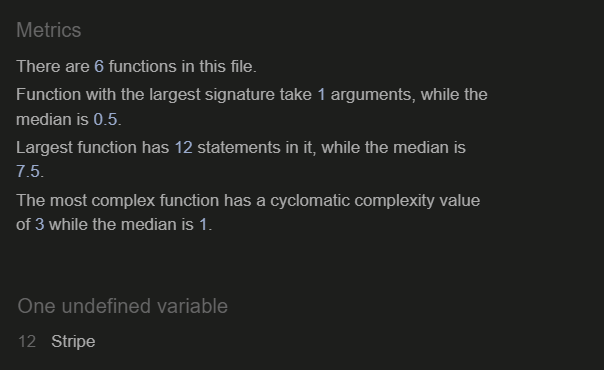 Metrics
There are 6 functions in this file.
Function with the largest signature take 1 arguments, while the
median is 0.5.
Largest function has 12 statements in it, while the median is
7.5.
The most complex function has a cyclomatic complexity value
of 3 while the median is 1.
One undefined variable
12 Stripe